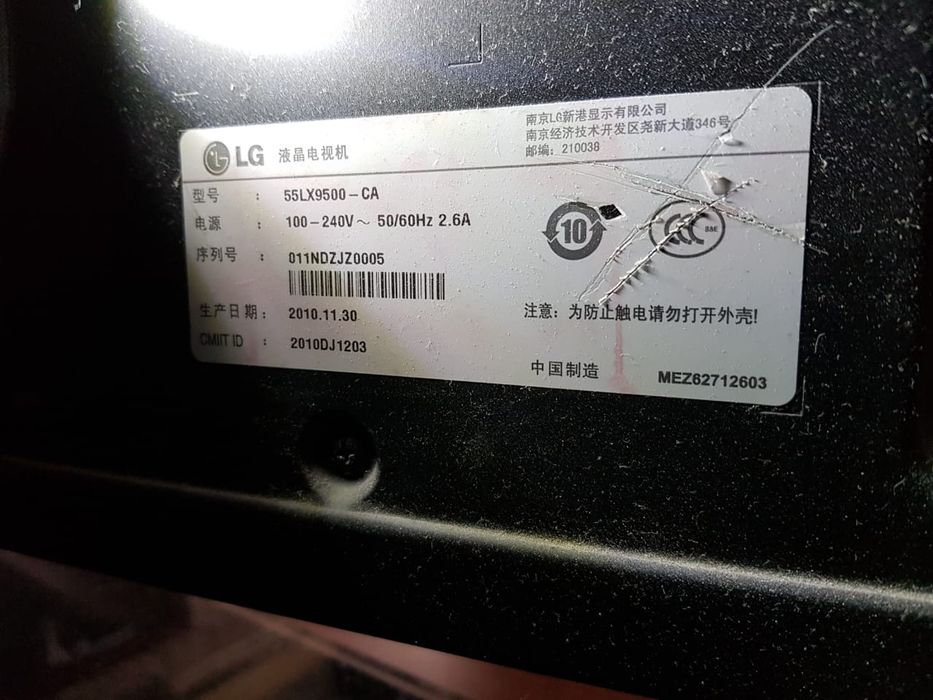 LG 液晶电视机
南京LG新港显示有限公司
南京经济技术开发区尧新大道346号
邮编：210038
型号 : 55LX9500-CA
电源 : 100-240V～ 50/60Hz 2.6A
序列号 : 011NDZJZ0005
生产日期: 2010.11.30
CMIIT ID : 2010DJ1203
10
CCC S&E
注意：为防止触电请勿打开外壳!
中国制造
MEZ62712603